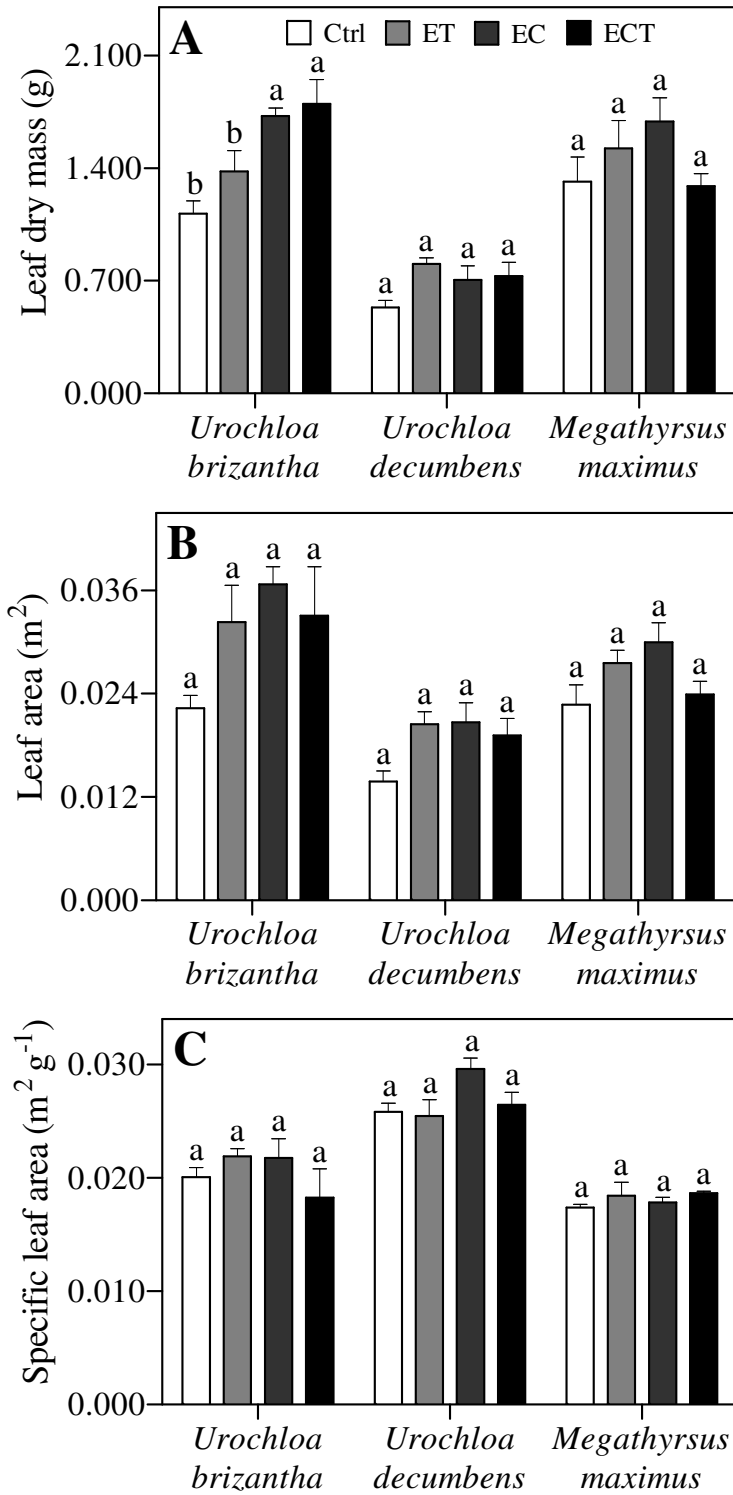 A
Ctrl ET EC ECT
Leaf dry mass (g)
2.100
1.400
0.700
0.000
b b a a
a a a a
a a a a
Urochloa brizantha
Urochloa decumbens
Megathyrsus maximus
B
Leaf area (m²)
0.036
0.024
0.012
0.000
a a a a
a a a a
a a a a
Urochloa brizantha
Urochloa decumbens
Megathyrsus maximus
C
Specific leaf area (m² g⁻¹)
0.030
0.020
0.010
0.000
a a a a
a a a a
a a a a
Urochloa brizantha
Urochloa decumbens
Megathyrsus maximus